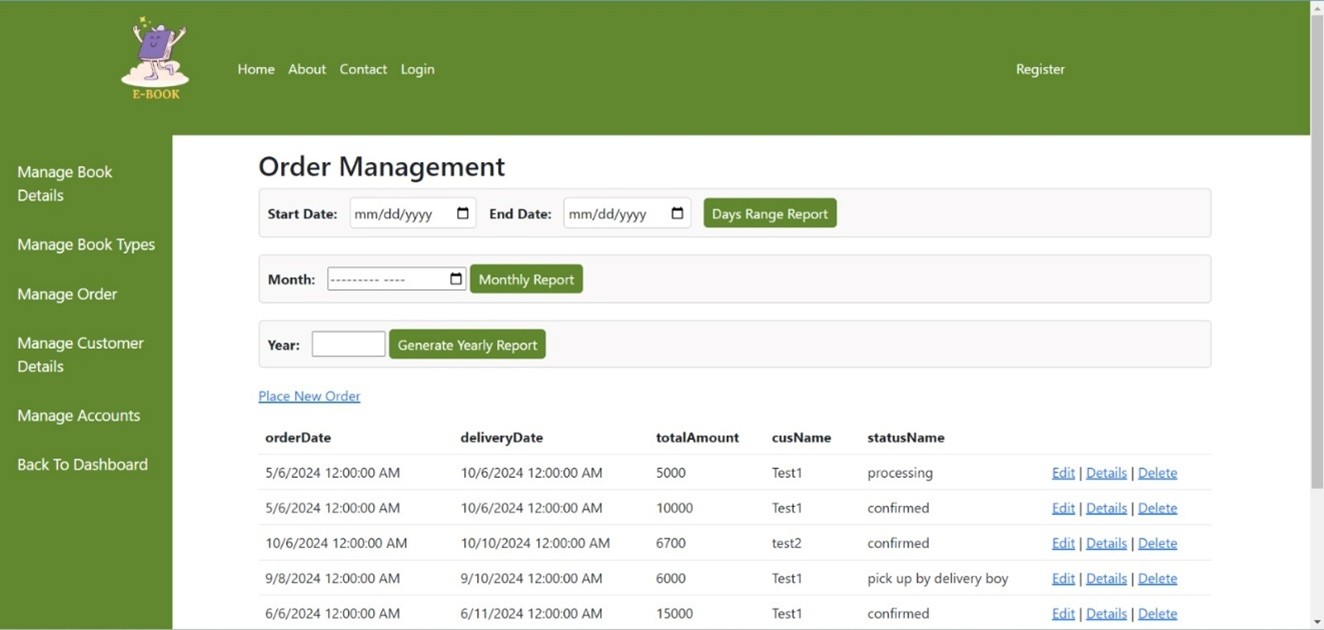 E-BOOK
Home About Contact Login Register
Manage Book
Details
Manage Book Types
Manage Order
Manage Customer
Details
Manage Accounts
Back To Dashboard
Order Management
Start Date: mm/dd/yyyy End Date: mm/dd/yyyy Days Range Report
Month: --------- ---- Monthly Report
Year: Generate Yearly Report
Place New Order
orderDate deliveryDate totalAmount cusName statusName
5/6/2024 12:00:00 AM 10/6/2024 12:00:00 AM 5000 Test1 processing Edit | Details | Delete
5/6/2024 12:00:00 AM 10/6/2024 12:00:00 AM 10000 Test1 confirmed Edit | Details | Delete
10/6/2024 12:00:00 AM 10/10/2024 12:00:00 AM 6700 test2 confirmed Edit | Details | Delete
9/8/2024 12:00:00 AM 9/10/2024 12:00:00 AM 6000 Test1 pick up by delivery boy Edit | Details | Delete
6/6/2024 12:00:00 AM 6/11/2024 12:00:00 AM 15000 Test1 confirmed Edit | Details | Delete